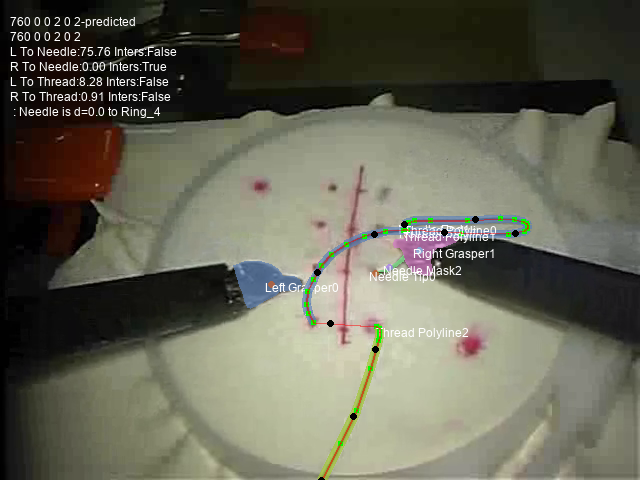 760 0 0 2 0 2-predicted
760 0 0 2 0 2
L To Needle:75.76 Inters:False
R To Needle:0.00 Inters:True
L To Thread:8.28 Inters:False
R To Thread:0.91 Inters:False
: Needle is d=0.0 to Ring_4
Thread Polyline0
Thread Polyline1
Right Grasper1
Needle Mask2
Needle Tip0
Left Grasper0
Thread Polyline2